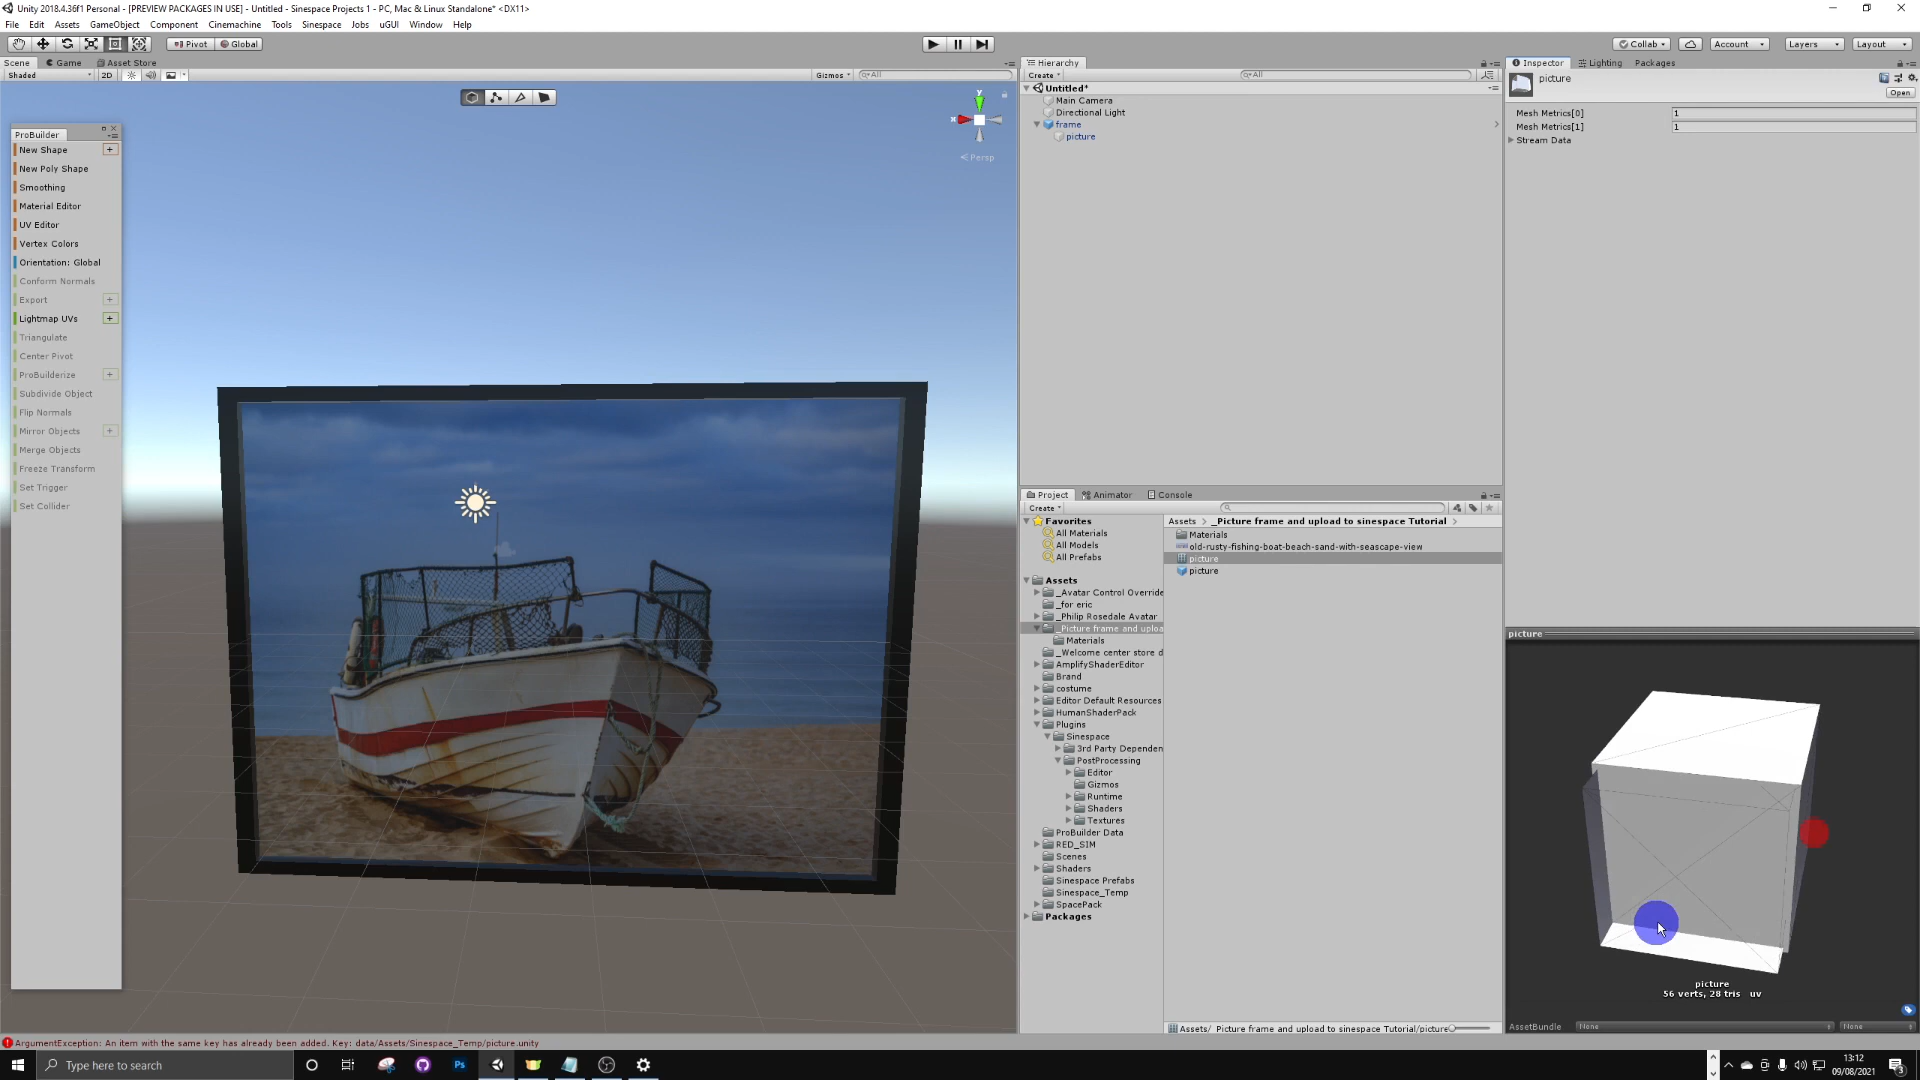 Unity 2018.4.36f1 Personal - [PREVIEW PACKAGES IN USE] - Untitled - Sinespace Projects 1 - PC, Mac & Linux Standalone* <DX11>
File Edit Assets GameObject Component Cinemachine Tools Sinespace Jobs uGUI Window Help
Pivot Global Collab Account Layers Layout
Scene Game Asset Store
Shaded 2D Gizmos All
Hierarchy
Create All
Untitled*
Main Camera
Directional Light
frame
picture
Inspector Lighting Packages
picture
Open
Mesh Metrics[0] 1
Mesh Metrics[1] 1
Stream Data
y
x
Persp
ProBuilder
New Shape +
New Poly Shape
Smoothing
Material Editor
UV Editor
Vertex Colors
Orientation: Global
Conform Normals
Export +
Lightmap UVs +
Triangulate
Center Pivot
ProBuilderize +
Subdivide Object
Flip Normals
Mirror Objects +
Merge Objects
Freeze Transform
Set Trigger
Set Collider
Project Animator Console
Create
Favorites
All Materials
All Models
All Prefabs
Assets
_Avatar Control Override
_for eric
_Philip Rosedale Avatar
_Picture frame and uploa
Materials
_Welcome center store d
AmplifyShaderEditor
Brand
costume
Editor Default Resources
HumanShaderPack
Plugins
Sinespace
3rd Party Dependen
PostProcessing
Editor
Gizmos
Runtime
Shaders
Textures
ProBuilder Data
RED_SIM
Scenes
Shaders
Sinespace Prefabs
Sinespace_Temp
SpacePack
Packages
Assets > _Picture frame and upload to sinespace Tutorial >
Materials
old-rusty-fishing-boat-beach-sand-with-seascape-view
picture
picture
Assets/_Picture frame and upload to sinespace Tutorial/picture
picture
picture
56 verts, 28 tris uv
AssetBundle None None
ArgumentException: An item with the same key has already been added. Key: data/Assets/Sinespace_Temp/picture.unity
Type here to search
Ps
13:12
09/08/2021
3